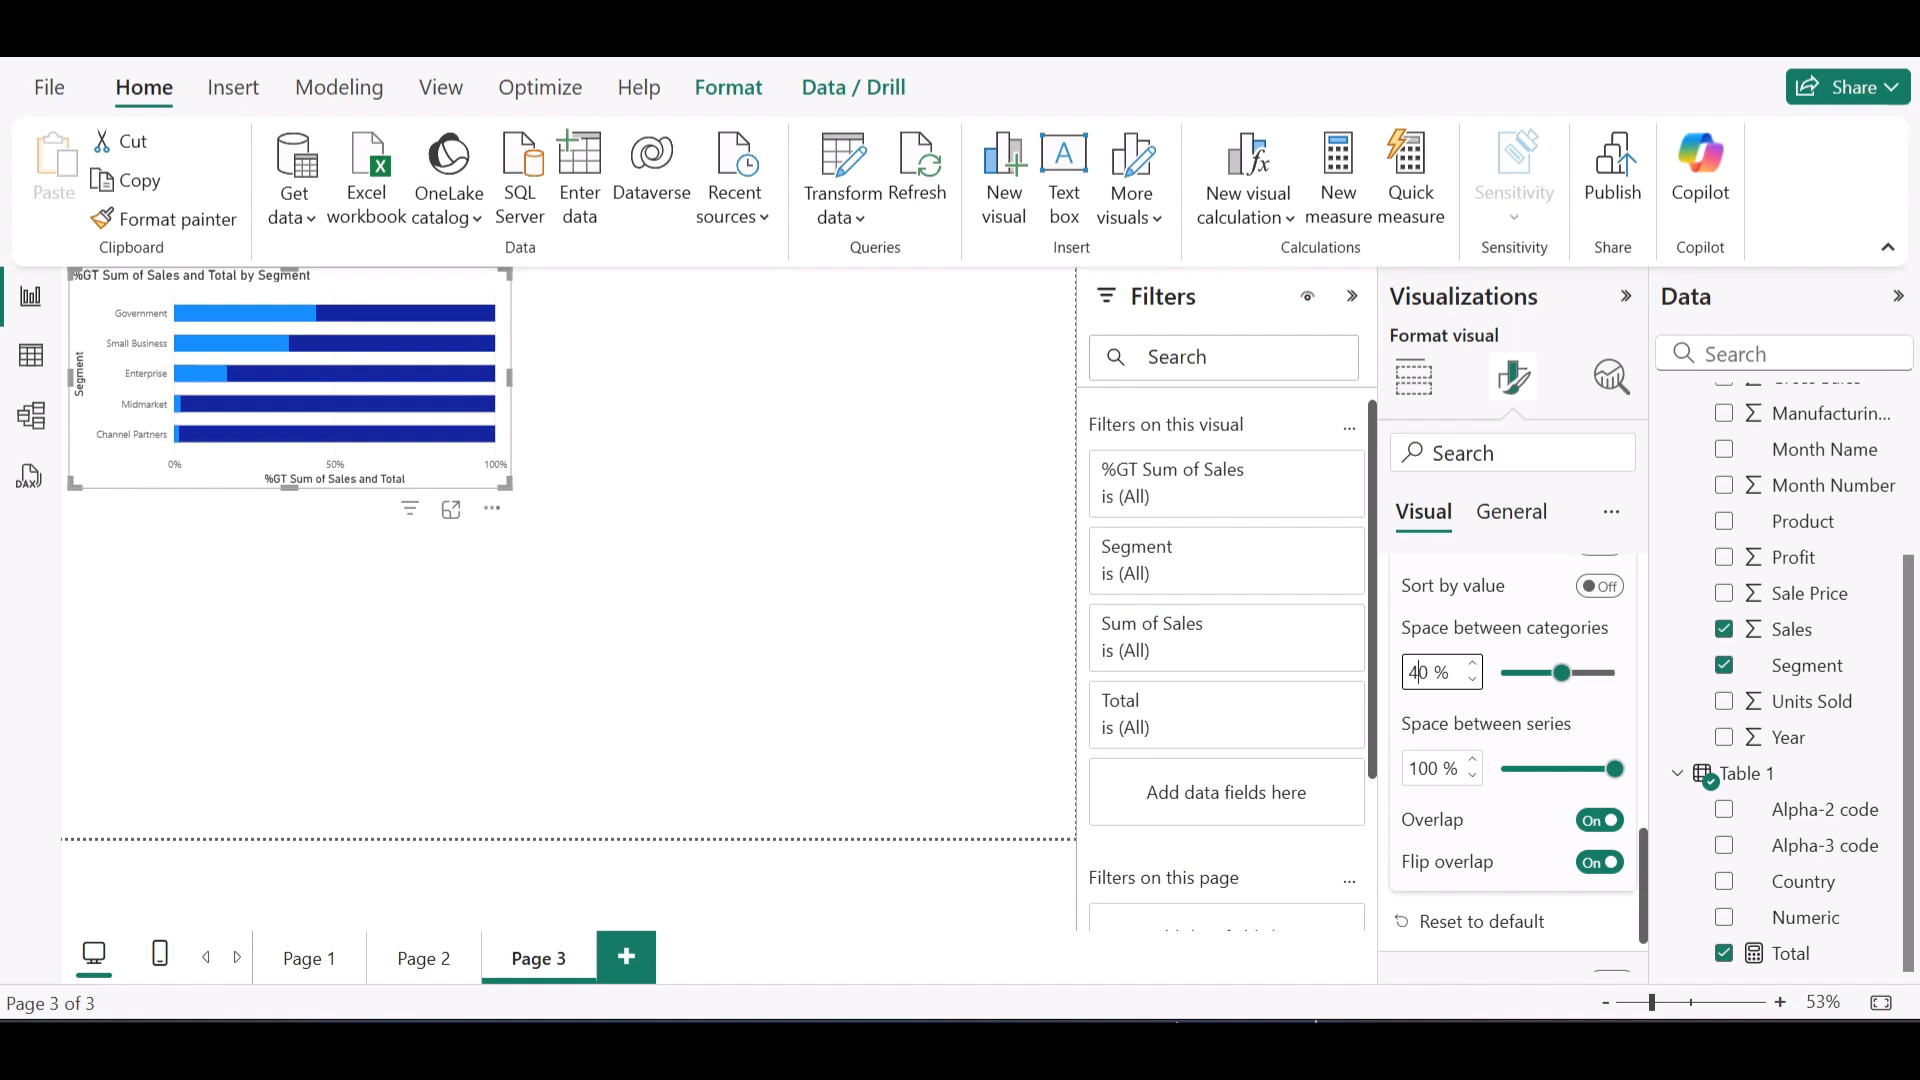 File
Home
Insert
Modeling
View
Optimize
Help
Format
Data / Drill
Share
Paste
Cut
Copy
Format painter
Clipboard
Get
data
Excel
workbook
OneLake
catalog
SQL
Server
Enter
data
Dataverse
Recent
sources
Data
Transform
data
Refresh
Queries
New
visual
Text
box
More
visuals
Insert
New visual
calculation
New
measure
Quick
measure
Calculations
Sensitivity
Sensitivity
Publish
Share
Copilot
Copilot
%GT Sum of Sales and Total by Segment
Segment
Government
Small Business
Enterprise
Midmarket
Channel Partners
0%
50%
100%
%GT Sum of Sales and Total
Filters
Search
Filters on this visual
%GT Sum of Sales
is (All)
Segment
is (All)
Sum of Sales
is (All)
Total
is (All)
Add data fields here
Filters on this page
Visualizations
Format visual
Search
Visual
General
Sort by value
Off
Space between categories
40 %
Space between series
100 %
Overlap
On
Flip overlap
On
Reset to default
Data
Search
Manufacturin...
Month Name
Month Number
Product
Profit
Sale Price
Sales
Segment
Units Sold
Year
Table 1
Alpha-2 code
Alpha-3 code
Country
Numeric
Total
Page 1
Page 2
Page 3
Page 3 of 3
53%